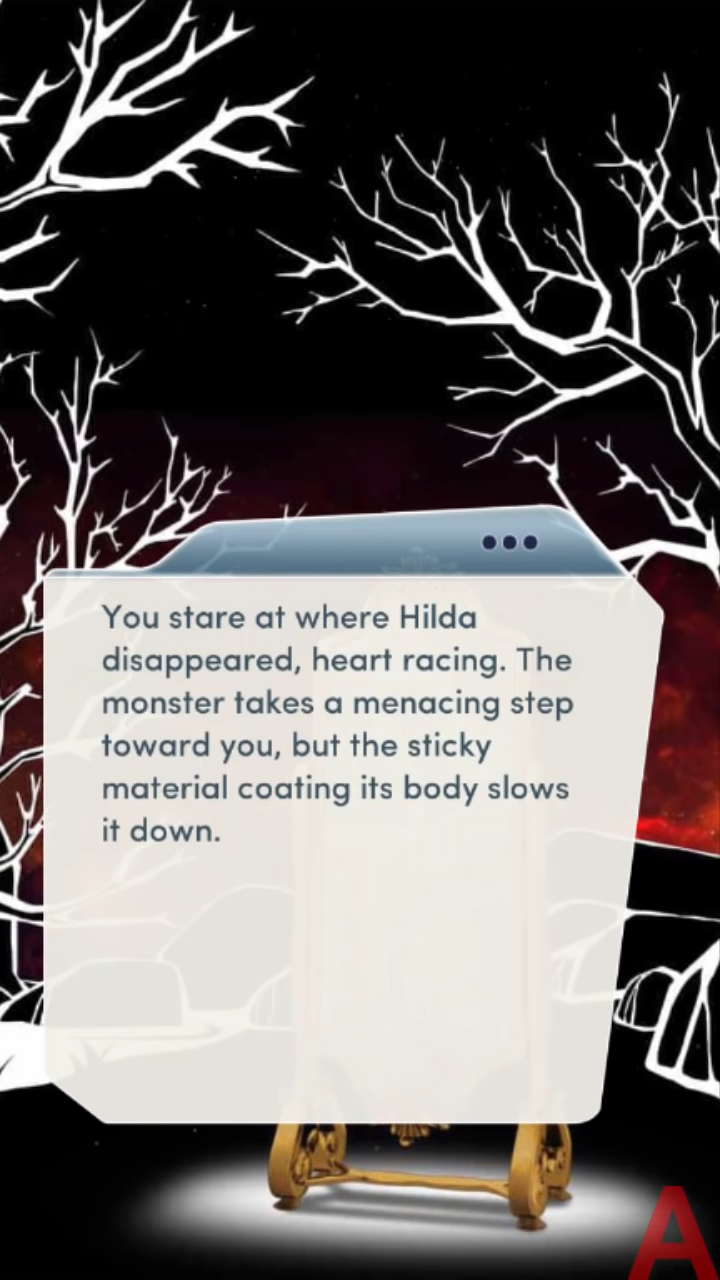 You stare at where Hilda
disappeared, heart racing. The
monster takes a menacing step
toward you, but the sticky
material coating its body slows
it down.
A